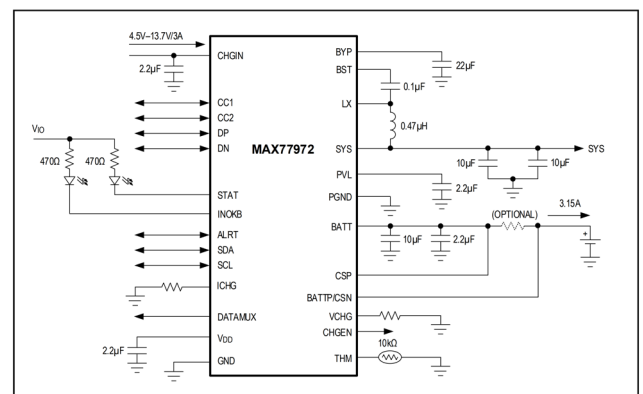 4.5V–13.7V/3A
CHGIN
2.2µF
CC1
CC2
DP
DN
VIO
470Ω
470Ω
STAT
INOKB
ALRT
SDA
SCL
ICHG
DATAMUX
VDD
2.2µF
GND
MAX77972
BYP
22µF
BST
0.1µF
LX
0.47µH
SYS
SYS
10µF
10µF
PVL
2.2µF
PGND
(OPTIONAL)
3.15A
BATT
10µF
2.2µF
+
CSP
BATTP/CSN
VCHG
CHGEN
10kΩ
THM